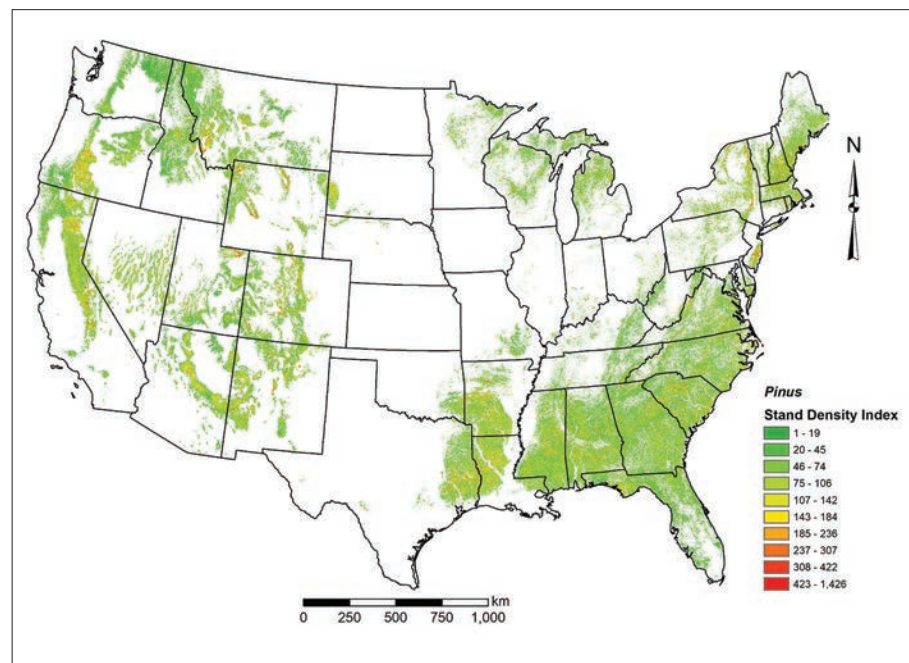 N
Pinus
Stand Density Index
1 - 19
20 - 45
46 - 74
75 - 106
107 - 142
143 - 184
185 - 236
237 - 307
308 - 422
423 - 1,426
km
0 250 500 750 1,000